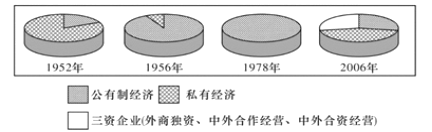 1952年 1956年 1978年 2006年
公有制经济 私有经济
三资企业(外商独资、中外合作经营、中外合资经营)